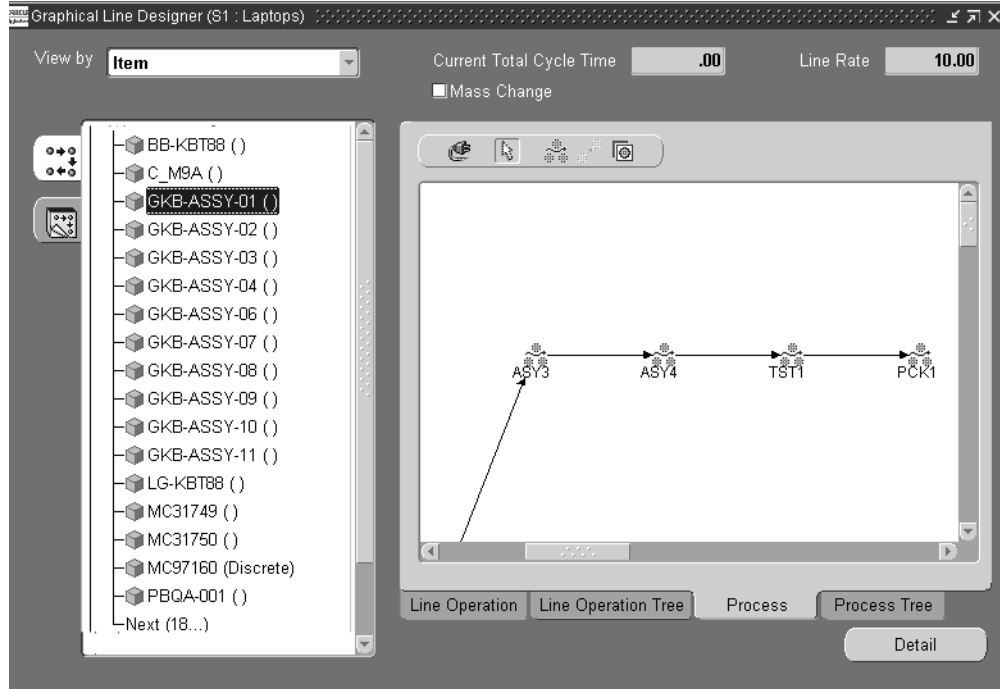 Graphical Line Designer (S1 : Laptops)
View by Item
Current Total Cycle Time .00 Line Rate 10.00
Mass Change
BB-KBT88 ( )
C_M9A ( )
GKB-ASSY-01 ( )
GKB-ASSY-02 ( )
GKB-ASSY-03 ( )
GKB-ASSY-04 ( )
GKB-ASSY-06 ( )
GKB-ASSY-07 ( )
GKB-ASSY-08 ( )
GKB-ASSY-09 ( )
GKB-ASSY-10 ( )
GKB-ASSY-11 ( )
LG-KBT88 ( )
MC31749 ( )
MC31750 ( )
MC97160 (Discrete)
PBQA-001 ( )
Next (18...)
ASY3 ASY4 TST1 PCK1
Line Operation Line Operation Tree Process Process Tree
Detail